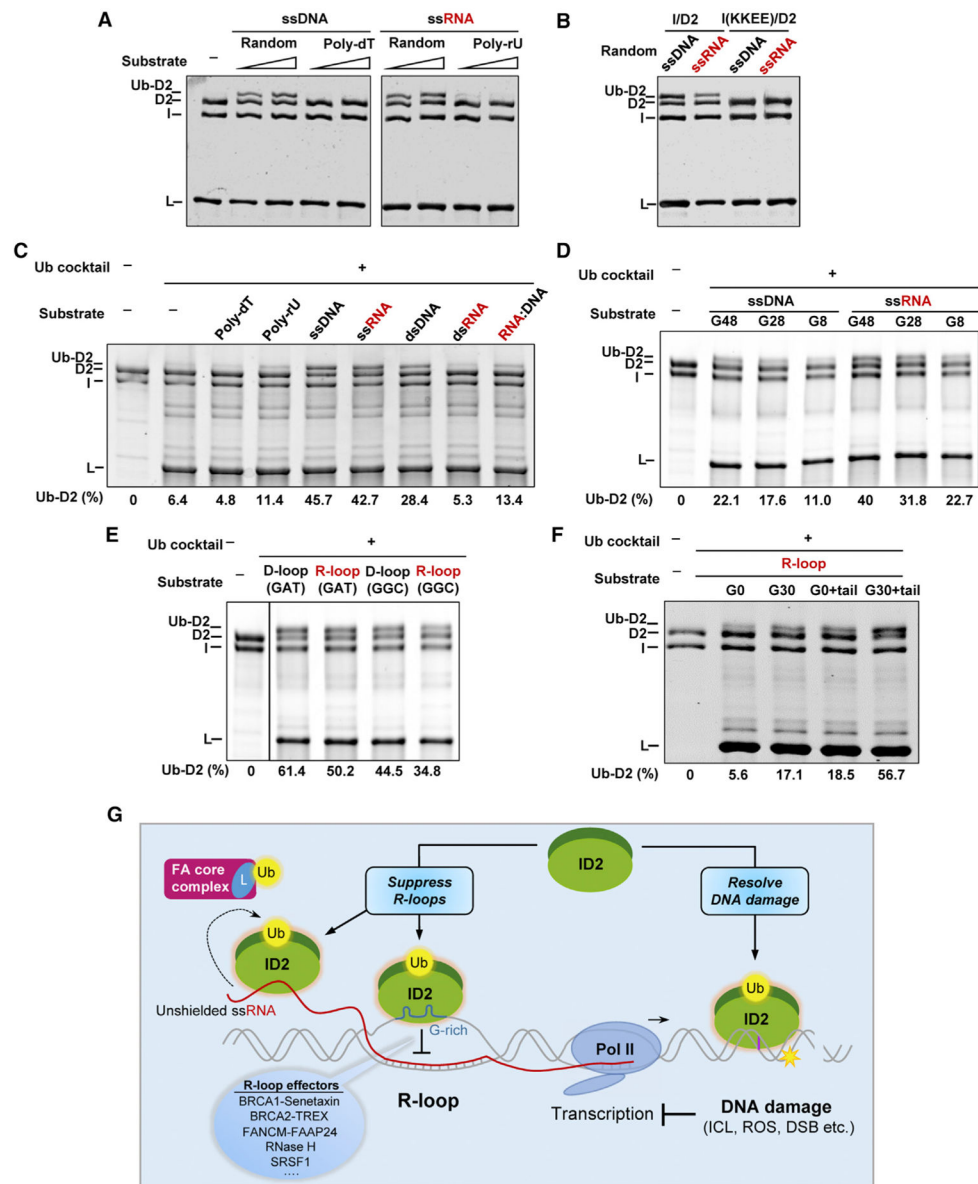 A
ssDNA ssRNA
Random Poly-dT Random Poly-rU
Substrate –
Ub-D2
D2
I
L
B
I/D2 I(KKEE)/D2
Random ssDNA ssRNA ssDNA ssRNA
Ub-D2
D2
I
L
C
Ub cocktail – +
Substrate – – Poly-dT Poly-rU ssDNA ssRNA dsDNA dsRNA RNA:DNA
Ub-D2
D2
I
L
Ub-D2 (%) 0 6.4 4.8 11.4 45.7 42.7 28.4 5.3 13.4
D
Ub cocktail – +
ssDNA ssRNA
Substrate – G48 G28 G8 G48 G28 G8
Ub-D2
D2
I
L
Ub-D2 (%) 0 22.1 17.6 11.0 40 31.8 22.7
E
Ub cocktail – +
Substrate – D-loop R-loop D-loop R-loop
(GAT) (GAT) (GGC) (GGC)
Ub-D2
D2
I
L
Ub-D2 (%) 0 61.4 50.2 44.5 34.8
F
Ub cocktail – +
R-loop
Substrate – G0 G30 G0+tail G30+tail
Ub-D2
D2
I
L
Ub-D2 (%) 0 5.6 17.1 18.5 56.7
G
FA core
complex
L
Ub
Suppress
R-loops
ID2
Resolve
DNA damage
Ub
ID2
Unshielded ssRNA
Ub
ID2
G-rich
Ub
ID2
Pol II
R-loop effectors
BRCA1-Senetaxin
BRCA2-TREX
FANCM-FAAP24
RNase H
SRSF1
....
R-loop
Transcription
DNA damage
(ICL, ROS, DSB etc.)